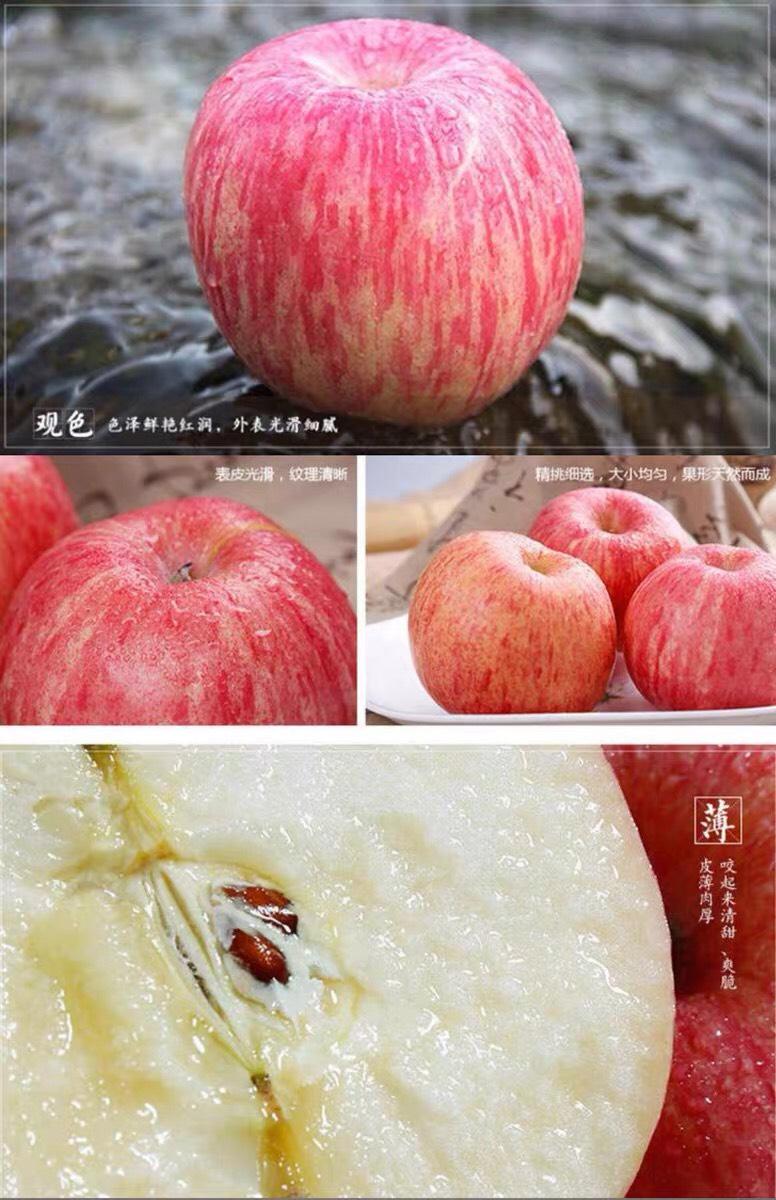 观色
色泽鲜艳红润，外表光滑细腻
表皮光滑，纹理清晰
精挑细选，大小均匀，果形天然而成
薄
咬起来清甜、爽脆
皮薄肉厚